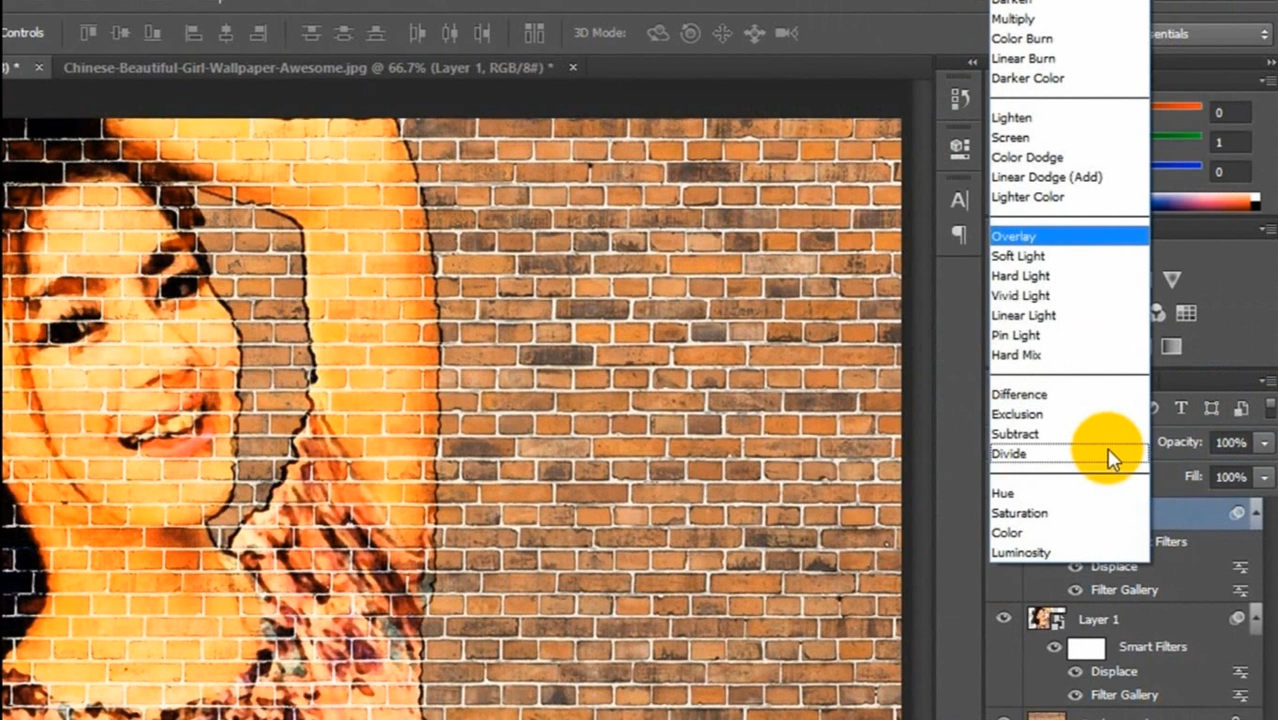 Controls
3D Mode:
sentials
) *
Chinese-Beautiful-Girl-Wallpaper-Awesome.jpg @ 66.7% (Layer 1, RGB/8#) *
Darken
Multiply
Color Burn
Linear Burn
Darker Color
Lighten
Screen
Color Dodge
Linear Dodge (Add)
Lighter Color
Overlay
Soft Light
Hard Light
Vivid Light
Linear Light
Pin Light
Hard Mix
Difference
Exclusion
Subtract
Divide
Hue
Saturation
Color
Luminosity
0
1
0
Opacity: 100%
Fill: 100%
Filters
Displace
Filter Gallery
Layer 1
Smart Filters
Displace
Filter Gallery